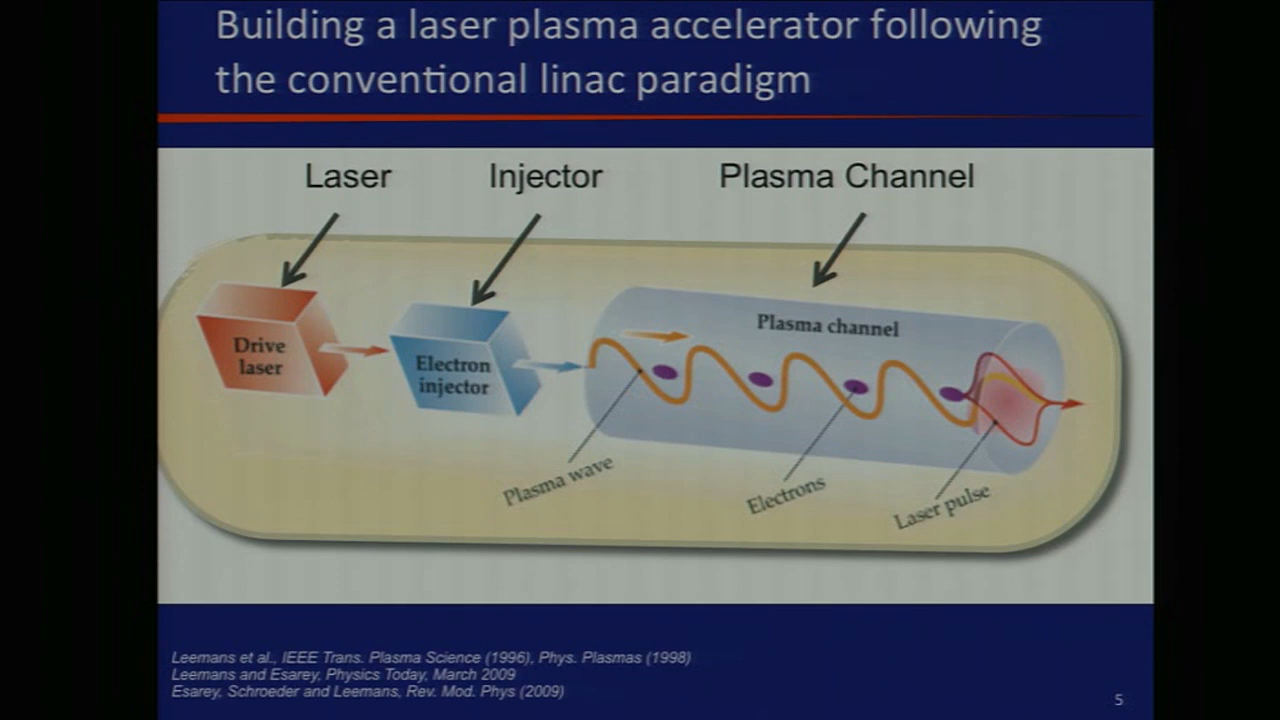 Building a laser plasma accelerator following
the conventional linac paradigm
Laser
Injector
Plasma Channel
Drive
laser
Electron
injector
Plasma channel
Plasma wave
Electrons
Laser pulse
Leemans et al., IEEE Trans. Plasma Science (1996), Phys. Plasmas (1998)
Leemans and Esarey, Physics Today, March 2009
Esarey, Schroeder and Leemans, Rev. Mod. Phys (2009)
5